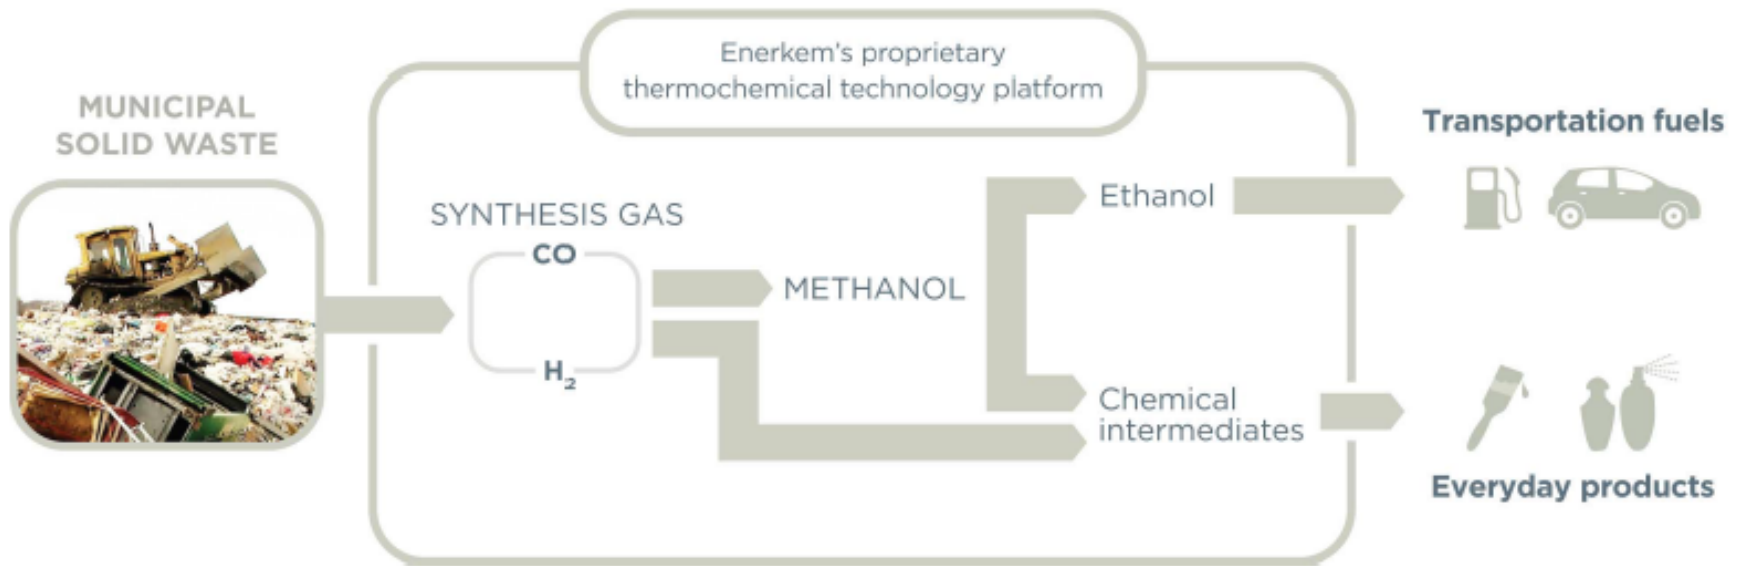 Enerkem's proprietary
thermochemical technology platform
MUNICIPAL
SOLID WASTE
SYNTHESIS GAS
CO
H₂
METHANOL
Ethanol
Chemical
intermediates
Transportation fuels
Everyday products